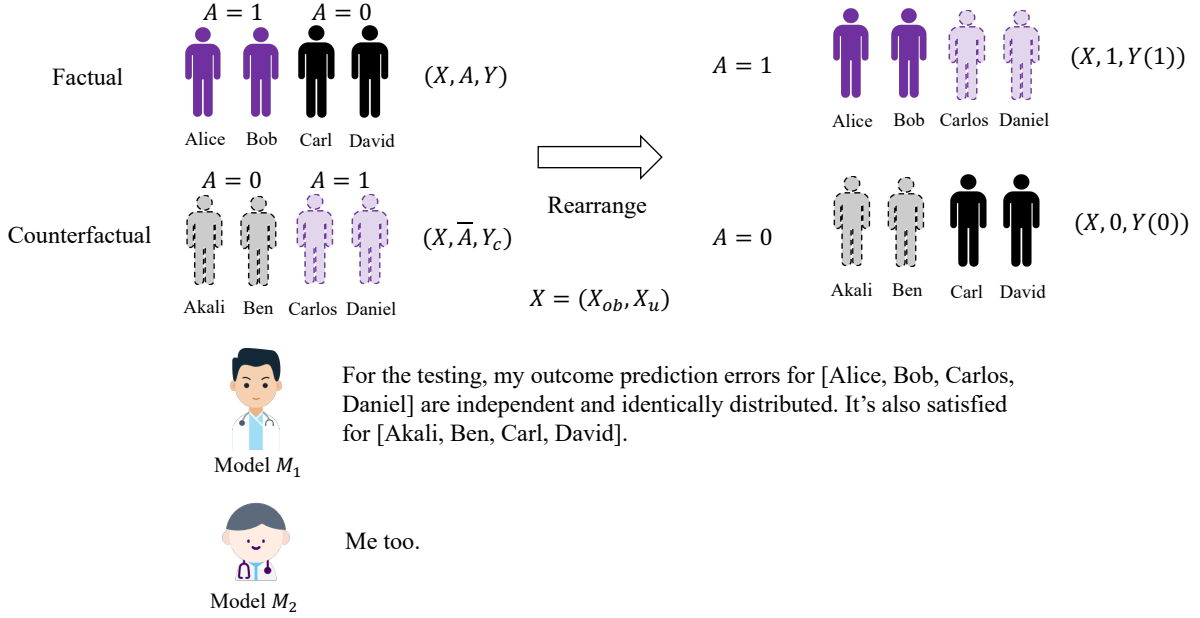 A = 1 A = 0
Factual
(X, A, Y)
Alice Bob Carl David
A = 0 A = 1
Counterfactual
(X, A̅, Y_c)
Akali Ben Carlos Daniel
Rearrange
X = (X_ob, X_u)
A = 1
(X, 1, Y(1))
Alice Bob Carlos Daniel
A = 0
(X, 0, Y(0))
Akali Ben Carl David
For the testing, my outcome prediction errors for [Alice, Bob, Carlos,
Daniel] are independent and identically distributed. It's also satisfied
for [Akali, Ben, Carl, David].
Model M₁
Me too.
Model M₂